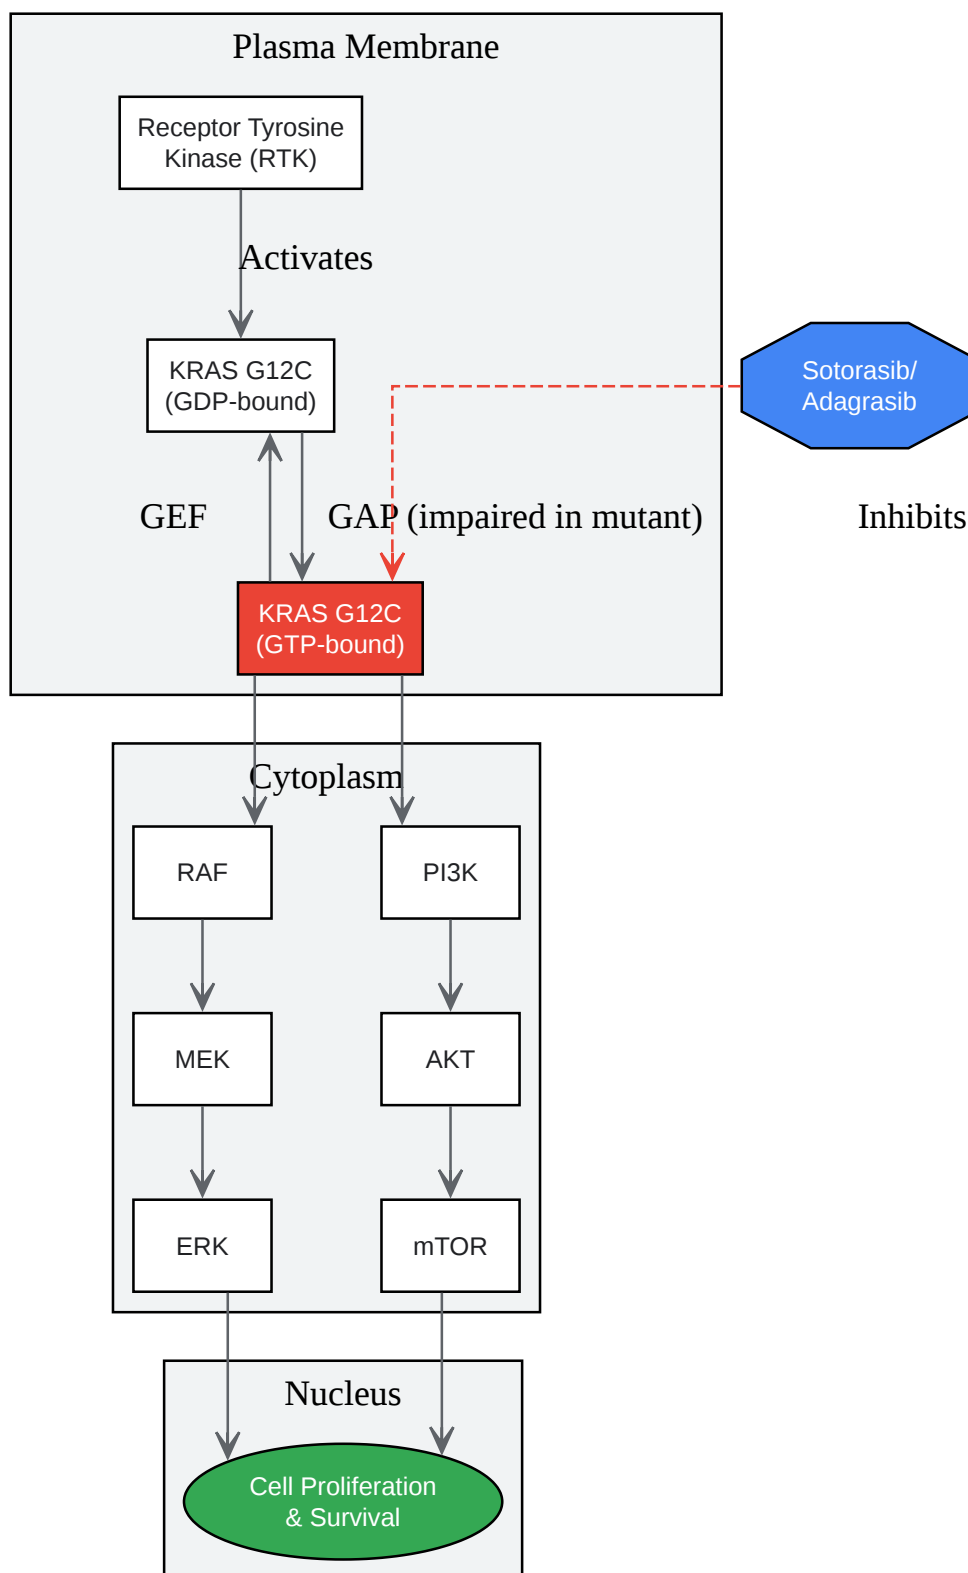 Plasma Membrane
Receptor Tyrosine
Kinase (RTK)
Activates
KRAS G12C
(GDP-bound)
Sotorasib/
Adagrasib
GEF
GAP (impaired in mutant)
Inhibits
KRAS G12C
(GTP-bound)
Cytoplasm
RAF
PI3K
MEK
AKT
ERK
mTOR
Nucleus
Cell Proliferation
& Survival